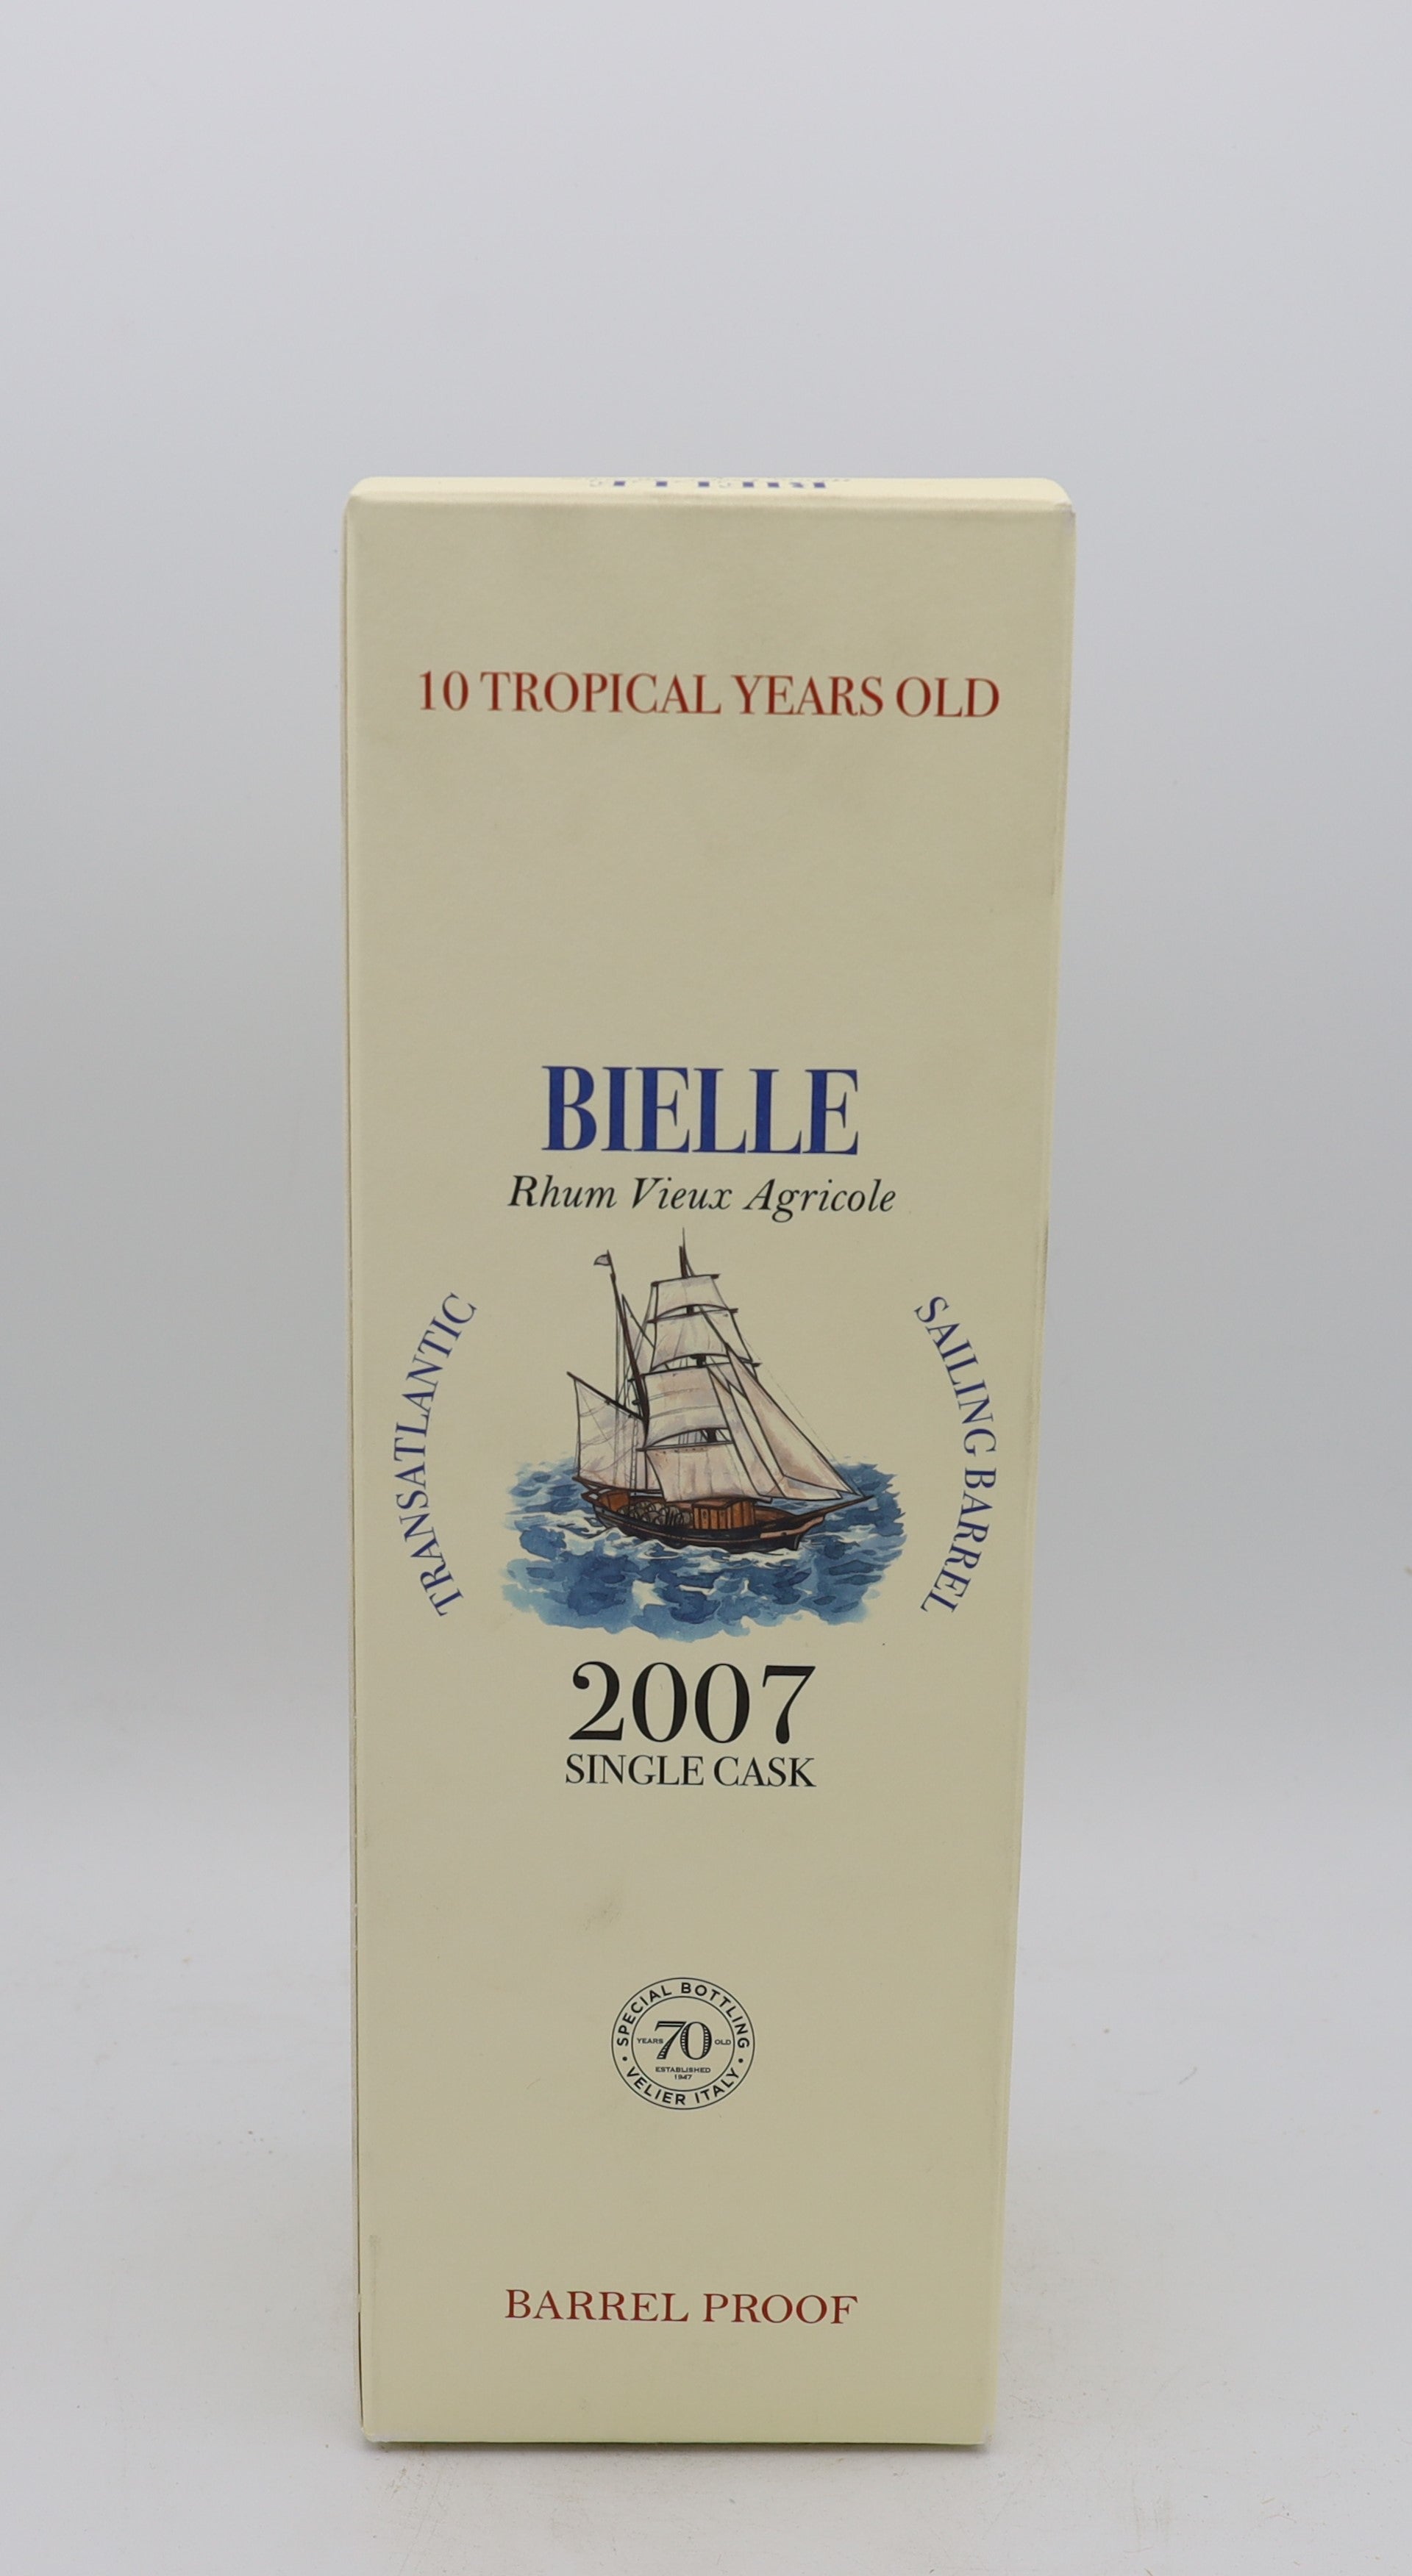 10 TROPICAL YEARS OLD
BIELLE
Rhum Vieux Agricole
TRANSATLANTIC
SAILING BARREL
2007
SINGLE CASK
SPECIAL BOTTLING
YEARS 70 OLD
ESTABLISHED
1947
VELIER ITALY
BARREL PROOF